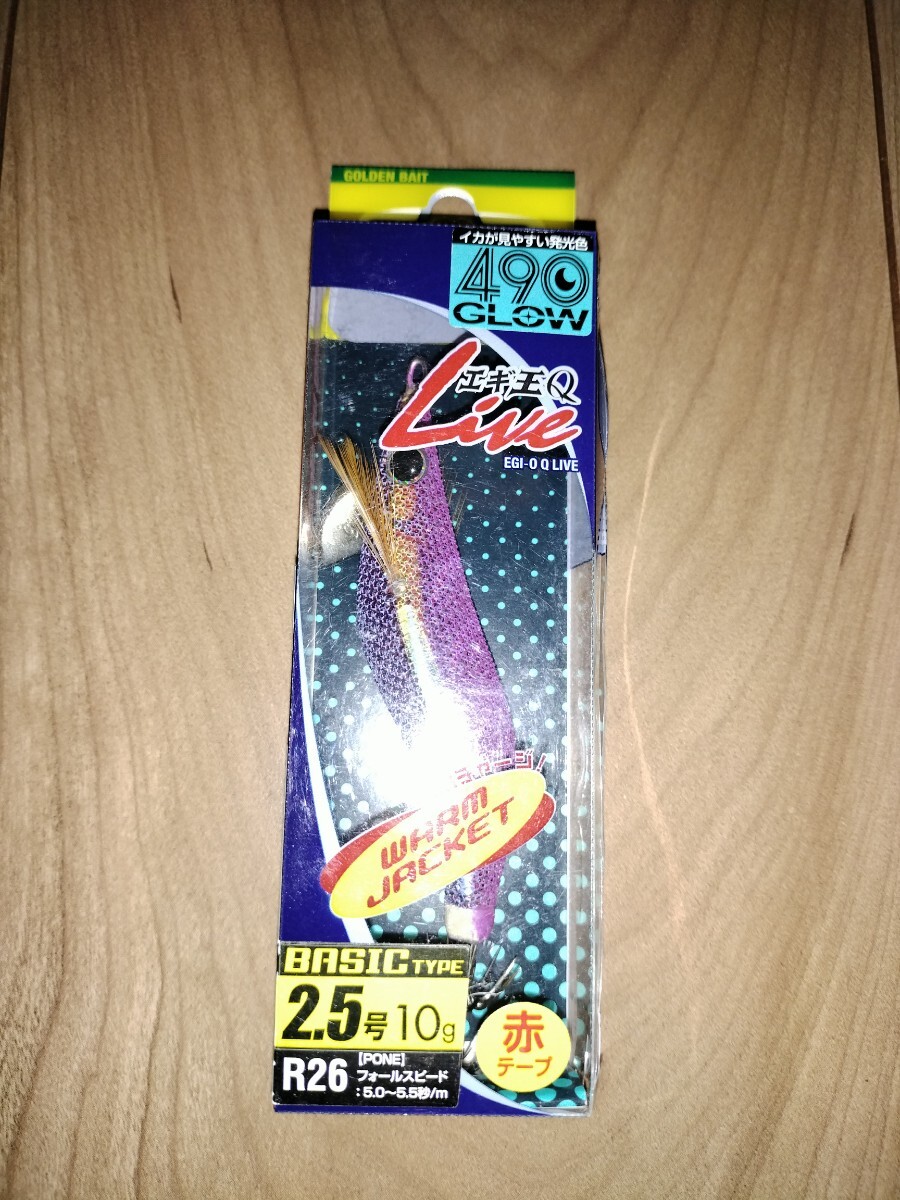 GOLDEN BAIT
イカが見やすい発光色
490
GLOW
エギ王Q
Live
EGI-O Q LIVE
WARM
JACKET
BASIC TYPE
2.5号 10g
R26
[PONE]
フォールスピード
:5.0〜5.5秒/m
赤
テープ